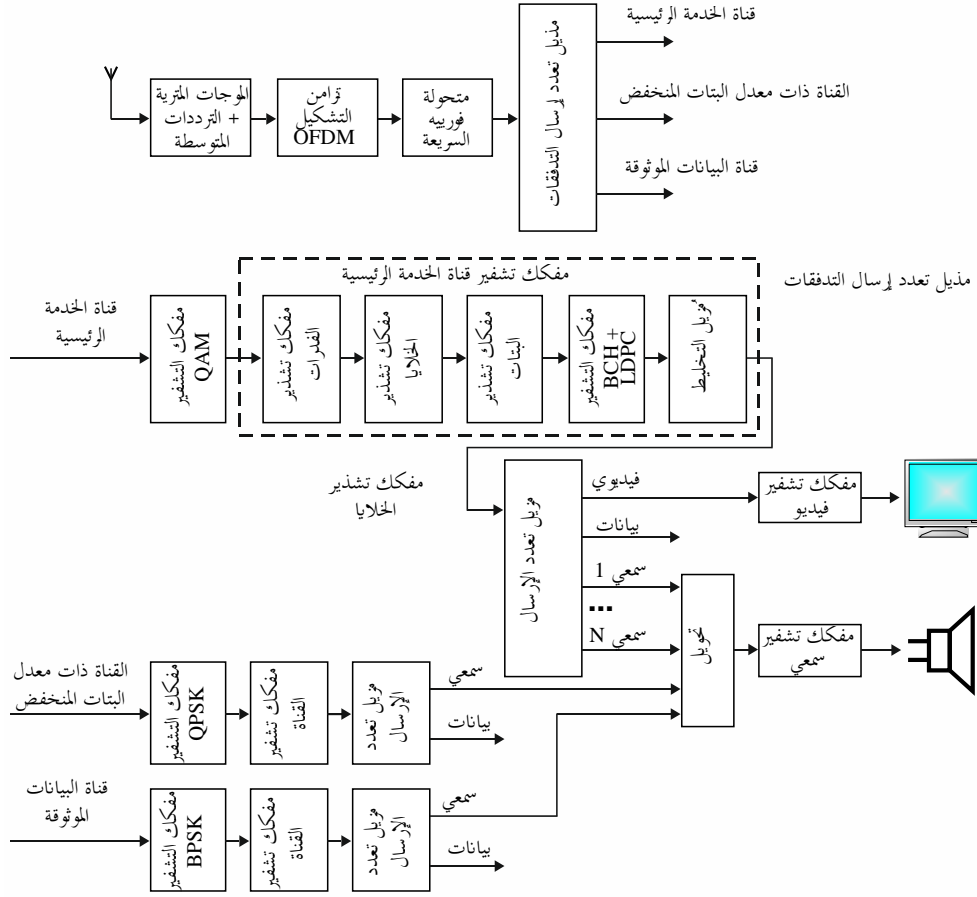 قناة الخدمة الرئيسية
الموجات المترية
+ الترددات
المتوسطة
تزامن
التشكيل
OFDM
متحولة
فورييه
السريعة
مذيل تعدد لإرسال التدفقات
القناة ذات معدل البتات المنخفض
قناة البيانات الموثوقة
مفكك تشفير قناة الخدمة الرئيسية
مذيل تعدد لإرسال التدفقات
قناة الخدمة
الرئيسية
مفكك التشفير
QAM
مفكك تشذير
الفدرات
مفكك تشذير
الخلايا
مفكك تشذير
البتات
مفكك التشفير
BCH +
LDPC
مُزيل التخليط
مفكك تشذير
الخلايا
مزيل تعدد الإرسال
فيديوي
بيانات
سمعي 1
...
سمعي N
مفكك تشفير
فيديو
تحويل
مفكك تشفير
سمعي
القناة ذات معدل
البتات المنخفض
مفكك التشفير
QPSK
مفكك تشفير
القناة
مزيل تعدد
الإرسال
سمعي
بيانات
قناة البيانات
الموثوقة
مفكك التشفير
BPSK
مفكك تشفير
القناة
مزيل تعدد
الإرسال
سمعي
بيانات